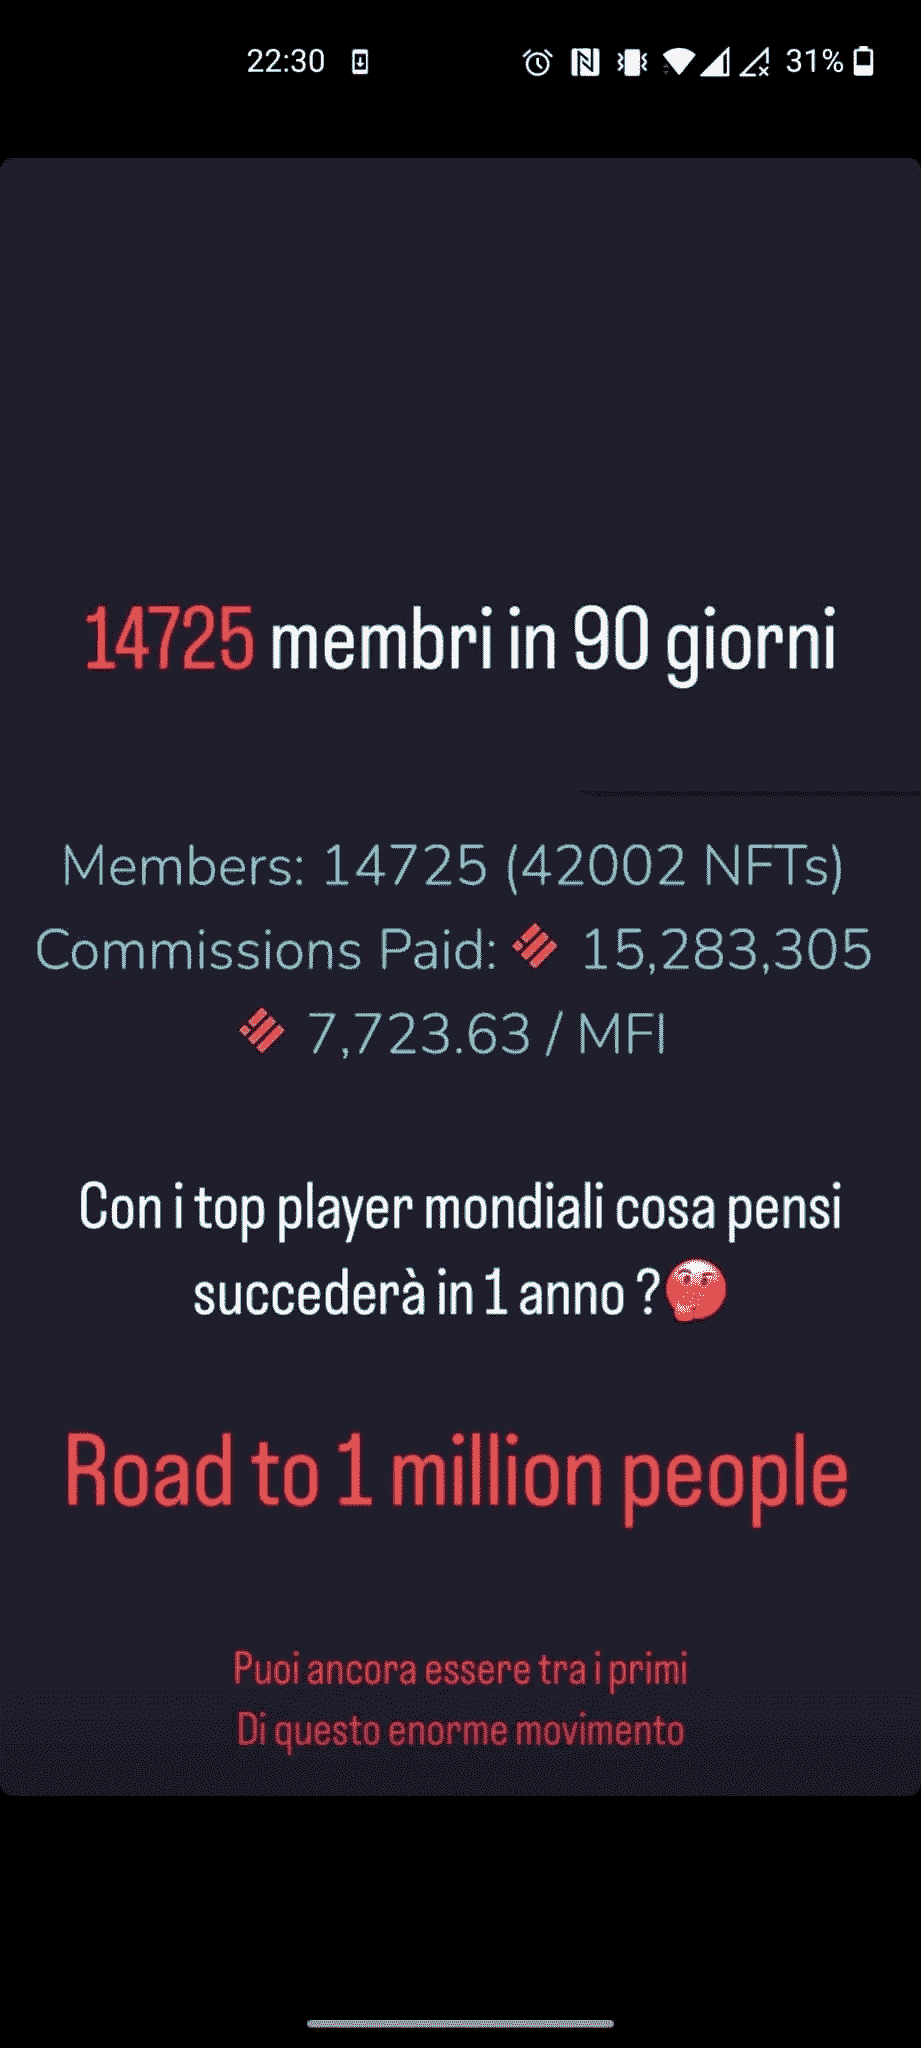 22:30 31%
14725 membri in 90 giorni
Members: 14725 (42002 NFTs)
Commissions Paid: 15,283,305
7,723.63 / MFI
Con i top player mondiali cosa pensi
succederà in 1 anno ?🤔
Road to 1 million people
Puoi ancora essere tra i primi
Di questo enorme movimento